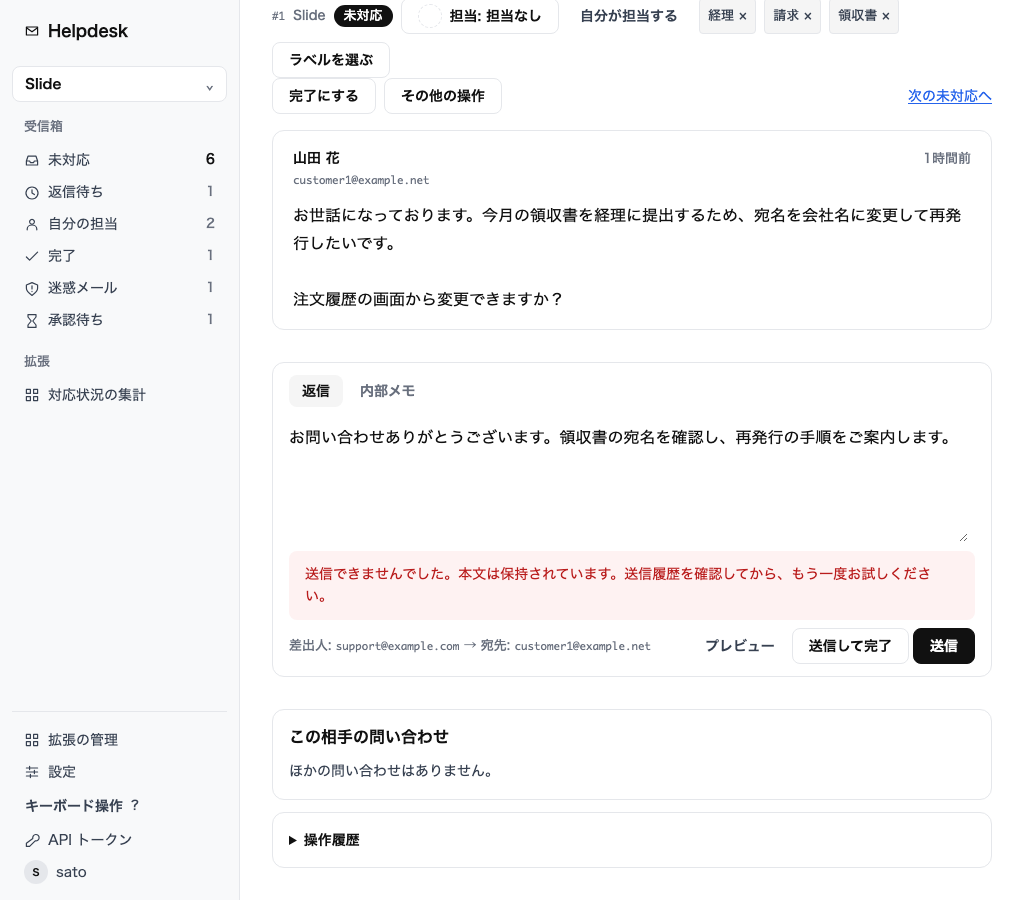 Helpdesk
Slide
受信箱
未対応 6
返信待ち 1
自分の担当 2
完了 1
迷惑メール 1
承認待ち 1
拡張
対応状況の集計
拡張の管理
設定
キーボード操作 ?
API トークン
S sato
#1 Slide 未対応 担当: 担当なし 自分が担当する 経理 × 請求 × 領収書 ×
ラベルを選ぶ
完了にする その他の操作 次の未対応へ
山田 花 1時間前
customer1@example.net
お世話になっております。今月の領収書を経理に提出するため、宛名を会社名に変更して再発
行したいです。
注文履歴の画面から変更できますか？
返信 内部メモ
お問い合わせありがとうございます。領収書の宛名を確認し、再発行の手順をご案内します。
送信できませんでした。本文は保持されています。送信履歴を確認してから、もう一度お試しくださ
い。
差出人: support@example.com → 宛先: customer1@example.net プレビュー 送信して完了 送信
この相手の問い合わせ
ほかの問い合わせはありません。
操作履歴